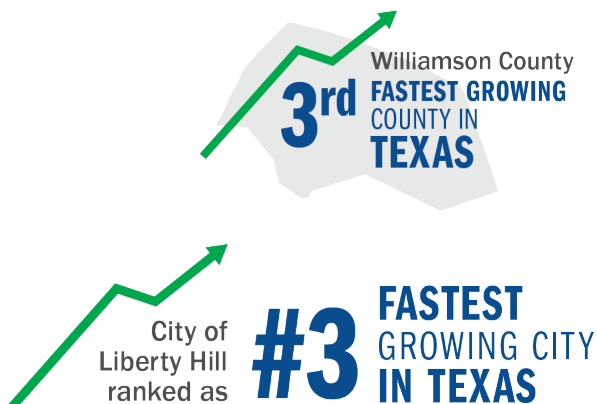 Williamson County
3rd FASTEST GROWING
COUNTY IN
TEXAS
City of
Liberty Hill
ranked as
#3
FASTEST
GROWING CITY
IN TEXAS